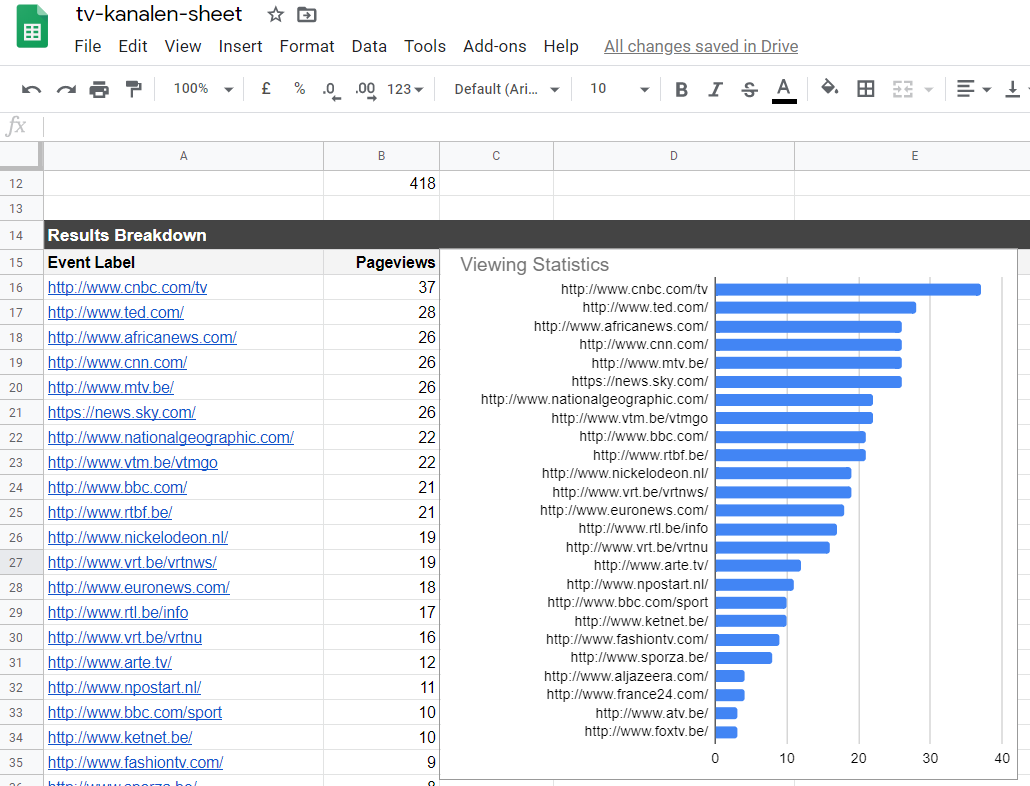 tv-kanalen-sheet
File Edit View Insert Format Data Tools Add-ons Help All changes saved in Drive
100% £ % .0 .00 123 Default (Ari... 10 B I S A
fx
A B C D E
12 418
13
14 Results Breakdown
15 Event Label Pageviews
16 http://www.cnbc.com/tv 37
17 http://www.ted.com/ 28
18 http://www.africanews.com/ 26
19 http://www.cnn.com/ 26
20 http://www.mtv.be/ 26
21 https://news.sky.com/ 26
22 http://www.nationalgeographic.com/ 22
23 http://www.vtm.be/vtmgo 22
24 http://www.bbc.com/ 21
25 http://www.rtbf.be/ 21
26 http://www.nickelodeon.nl/ 19
27 http://www.vrt.be/vrtnws/ 19
28 http://www.euronews.com/ 18
29 http://www.rtl.be/info 17
30 http://www.vrt.be/vrtnu 16
31 http://www.arte.tv/ 12
32 http://www.npostart.nl/ 11
33 http://www.bbc.com/sport 10
34 http://www.ketnet.be/ 10
35 http://www.fashiontv.com/ 9
36 http://www.sporza.be/ 8
Viewing Statistics
http://www.cnbc.com/tv
http://www.ted.com/
http://www.africanews.com/
http://www.cnn.com/
http://www.mtv.be/
https://news.sky.com/
http://www.nationalgeographic.com/
http://www.vtm.be/vtmgo
http://www.bbc.com/
http://www.rtbf.be/
http://www.nickelodeon.nl/
http://www.vrt.be/vrtnws/
http://www.euronews.com/
http://www.rtl.be/info
http://www.vrt.be/vrtnu
http://www.arte.tv/
http://www.npostart.nl/
http://www.bbc.com/sport
http://www.ketnet.be/
http://www.fashiontv.com/
http://www.sporza.be/
http://www.aljazeera.com/
http://www.france24.com/
http://www.atv.be/
http://www.foxtv.be/
0 10 20 30 40